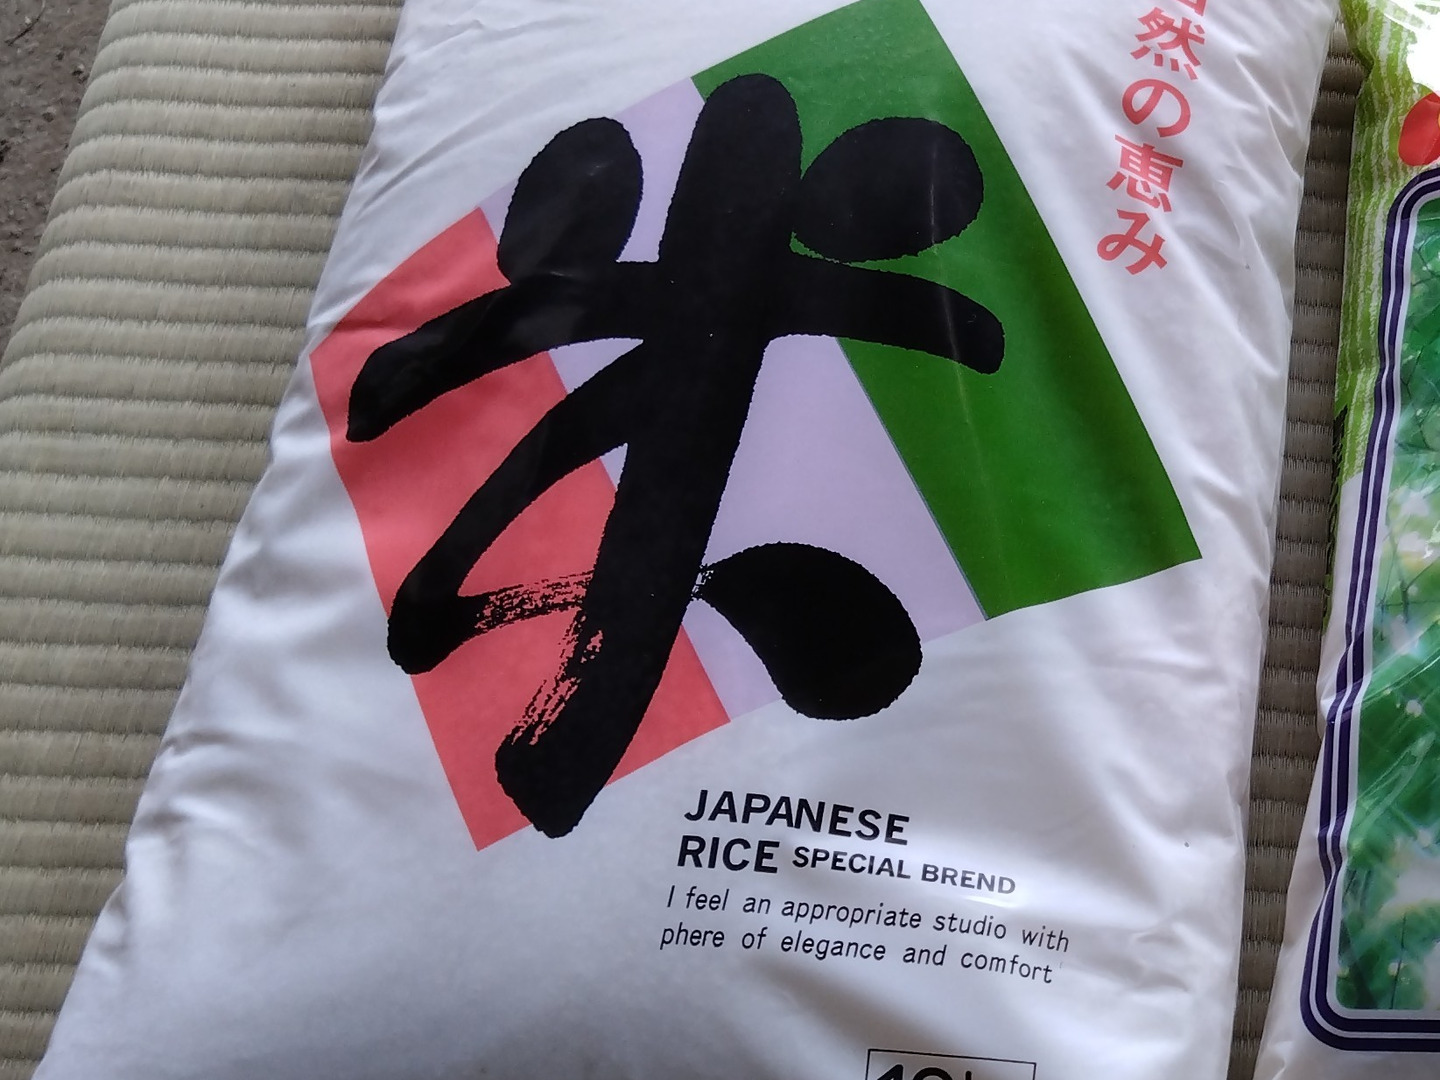 然の恵み
米
JAPANESE
RICE SPECIAL BREND
I feel an appropriate studio with
phere of elegance and comfort